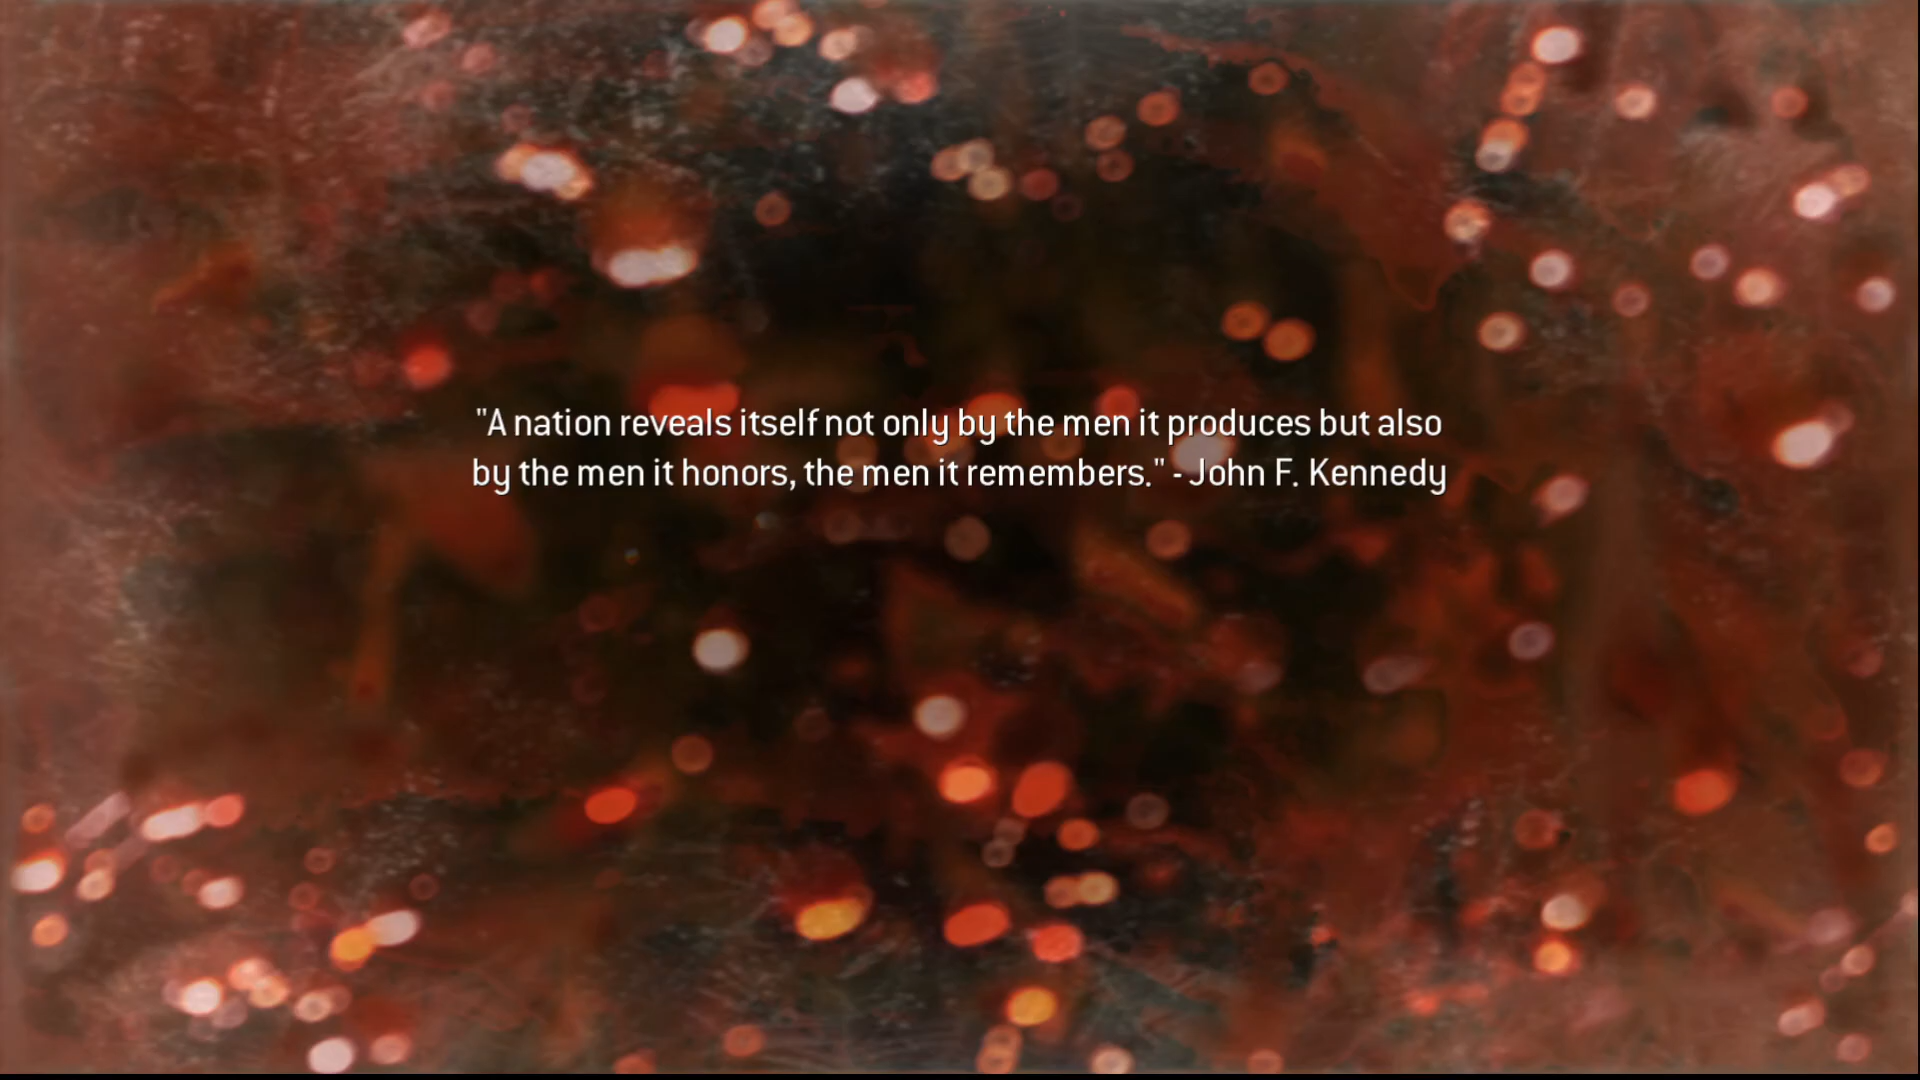 "A nation reveals itself not only by the men it produces but also
by the men it honors, the men it remembers." - John F. Kennedy